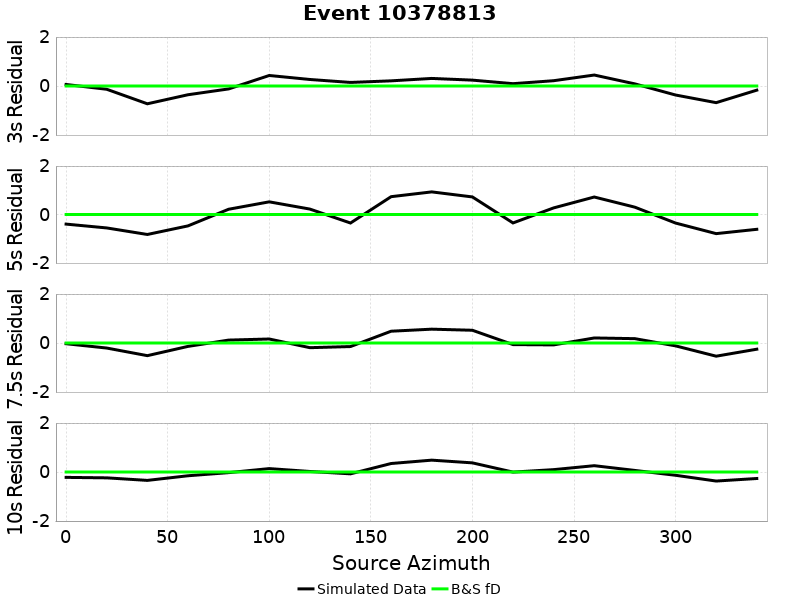 Event 10378813
3s Residual
2
0
-2
5s Residual
2
0
-2
7.5s Residual
2
0
-2
10s Residual
2
0
-2
0 50 100 150 200 250 300
Source Azimuth
Simulated Data B&S fD